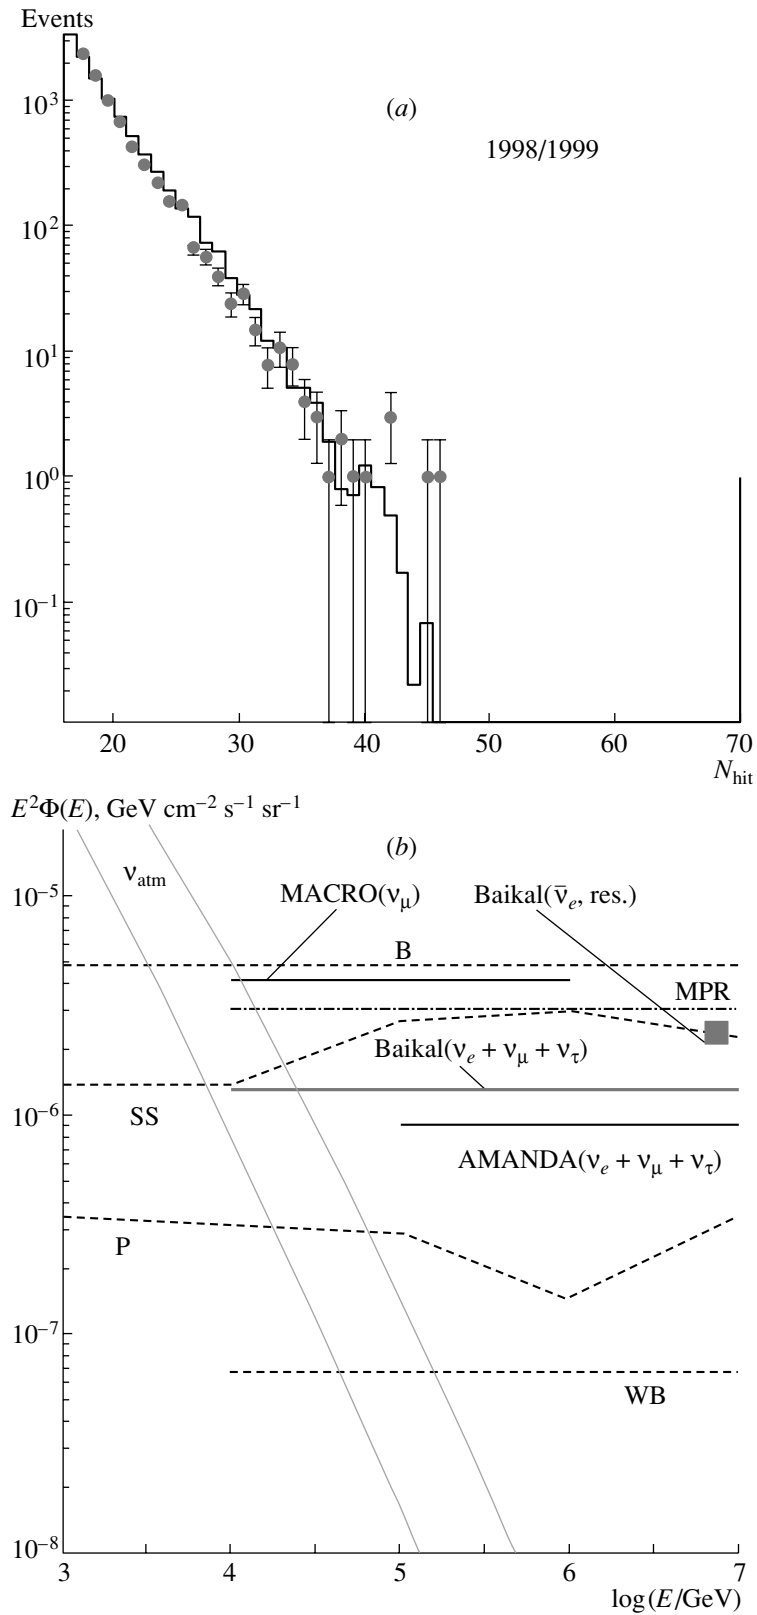 Events
(a)
1998/1999
10³
10²
10¹
10⁰
10⁻¹
20 30 40 50 60 70
N_hit
E²Φ(E), GeV cm⁻² s⁻¹ sr⁻¹
(b)
ν_atm
MACRO(ν_μ)
Baikal(ν̄_e, res.)
10⁻⁵
B
MPR
Baikal(ν_e + ν_μ + ν_τ)
10⁻⁶
SS
AMANDA(ν_e + ν_μ + ν_τ)
P
10⁻⁷
WB
10⁻⁸
3 4 5 6 7
log(E/GeV)